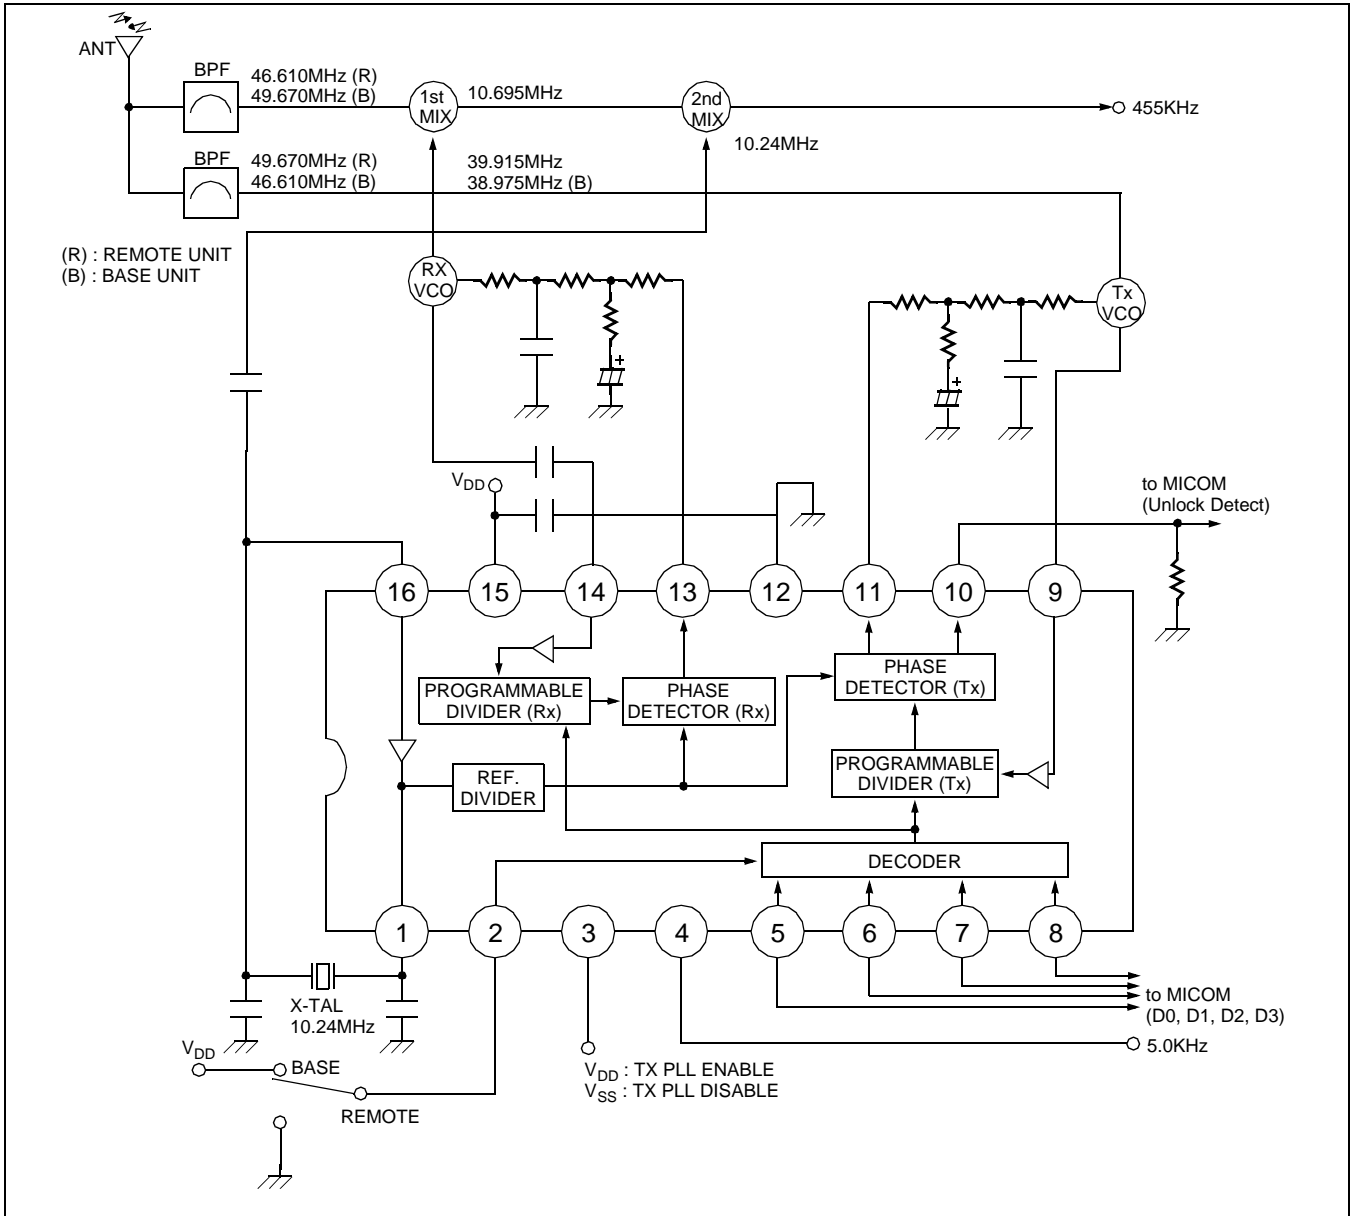 ANT
BPF
46.610MHz (R)
49.670MHz (B)
1st
MIX
10.695MHz
2nd
MIX
455KHz
10.24MHz
BPF
49.670MHz (R)
46.610MHz (B)
39.915MHz
38.975MHz (B)
(R) : REMOTE UNIT
(B) : BASE UNIT
RX
VCO
Tx
VCO
+
+
VDD
to MICOM
(Unlock Detect)
16
15
14
13
12
11
10
9
PROGRAMMABLE
DIVIDER (Rx)
PHASE
DETECTOR (Rx)
PHASE
DETECTOR (Tx)
REF.
DIVIDER
PROGRAMMABLE
DIVIDER (Tx)
DECODER
1
2
3
4
5
6
7
8
X-TAL
10.24MHz
to MICOM
(D0, D1, D2, D3)
5.0KHz
VDD
BASE
REMOTE
VDD : TX PLL ENABLE
VSS : TX PLL DISABLE